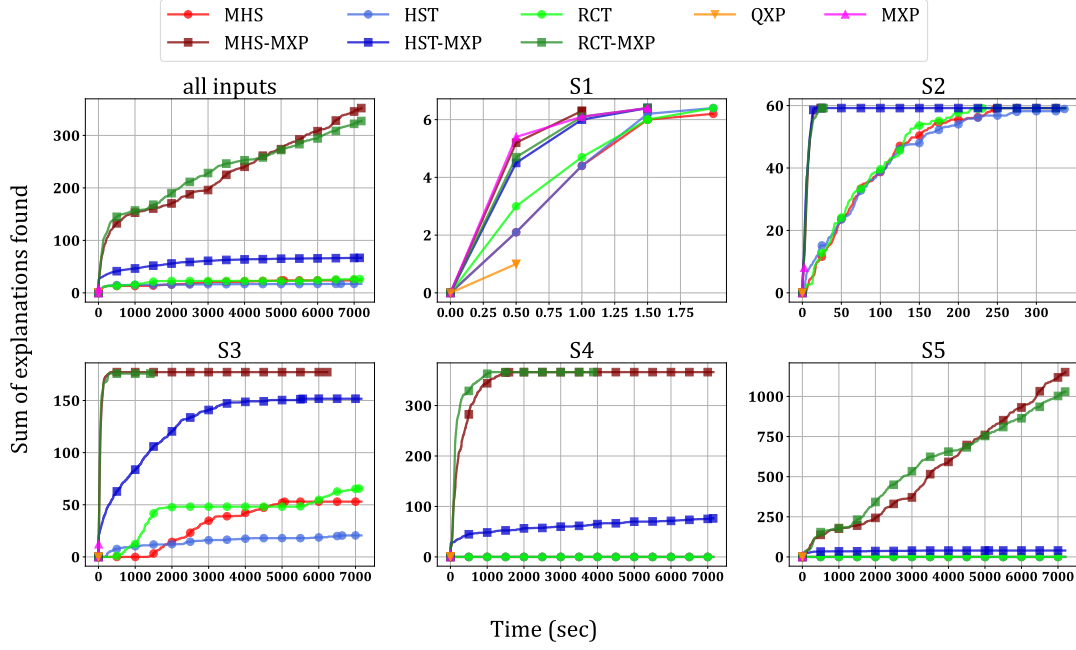 MHS HST RCT QXP MXP
MHS-MXP HST-MXP RCT-MXP
all inputs S1 S2
300
200
100
0
0 1000 2000 3000 4000 5000 6000 7000
6
4
2
0
0.00 0.25 0.50 0.75 1.00 1.25 1.50 1.75
60
40
20
0
0 50 100 150 200 250 300
Sum of explanations found
S3 S4 S5
150
100
50
0
0 1000 2000 3000 4000 5000 6000 7000
300
200
100
0
0 1000 2000 3000 4000 5000 6000 7000
1000
750
500
250
0
0 1000 2000 3000 4000 5000 6000 7000
Time (sec)